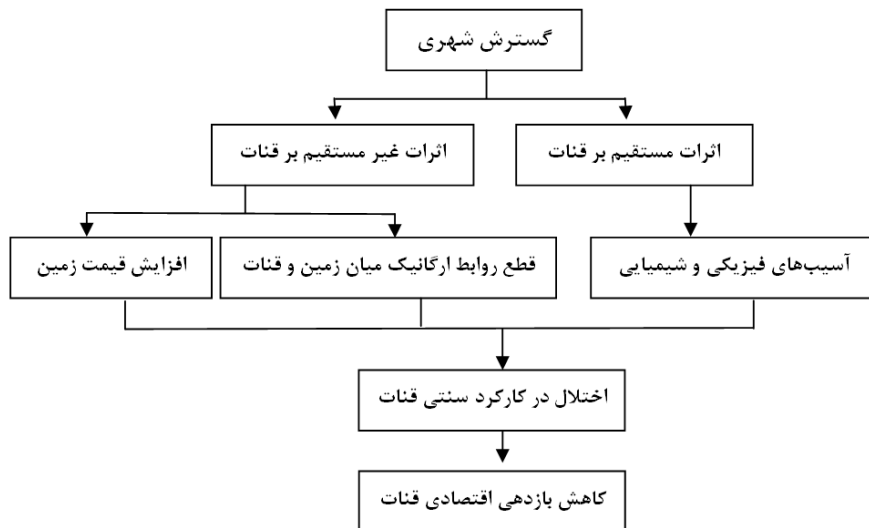 گسترش شهری
اثرات مستقیم بر قنات
اثرات غیر مستقیم بر قنات
آسیب‌های فیزیکی و شیمیایی
قطع روابط ارگانیک میان زمین و قنات
افزایش قیمت زمین
اختلال در کارکرد سنتی قنات
کاهش بازدهی اقتصادی قنات